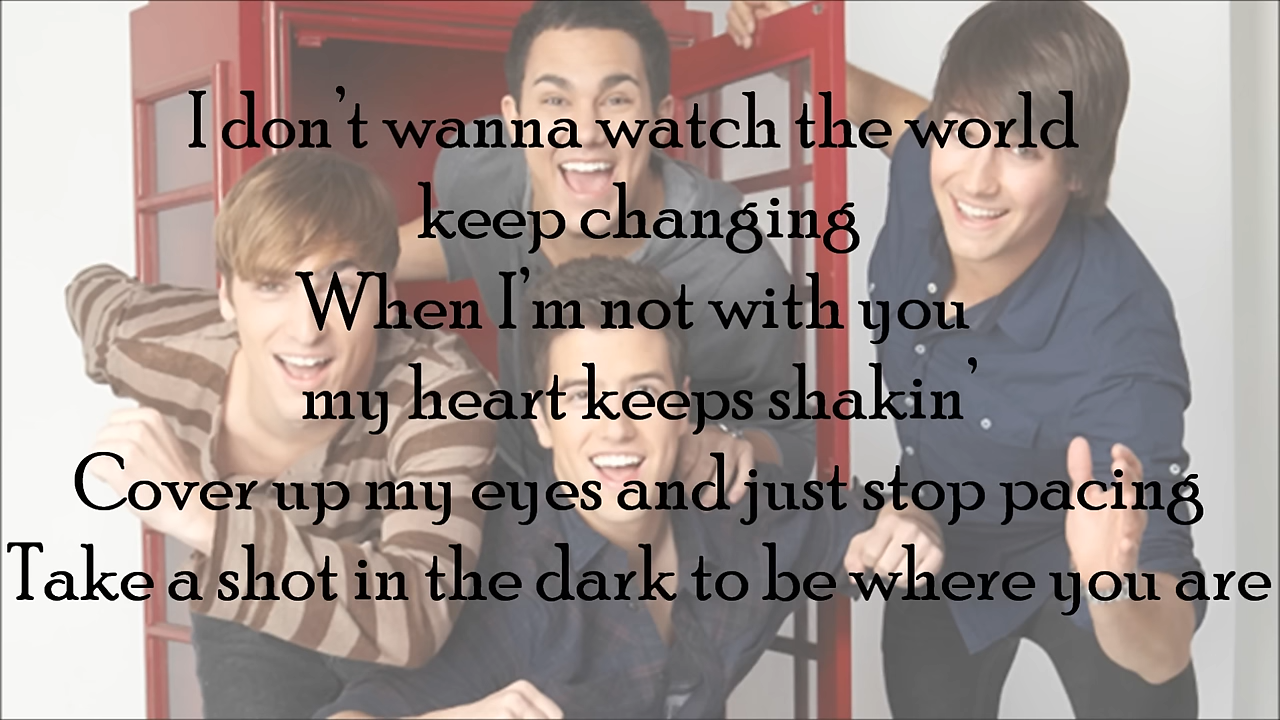 I don't wanna watch the world
keep changing
When I'm not with you
my heart keeps shakin'
Cover up my eyes and just stop pacing
Take a shot in the dark to be where you are